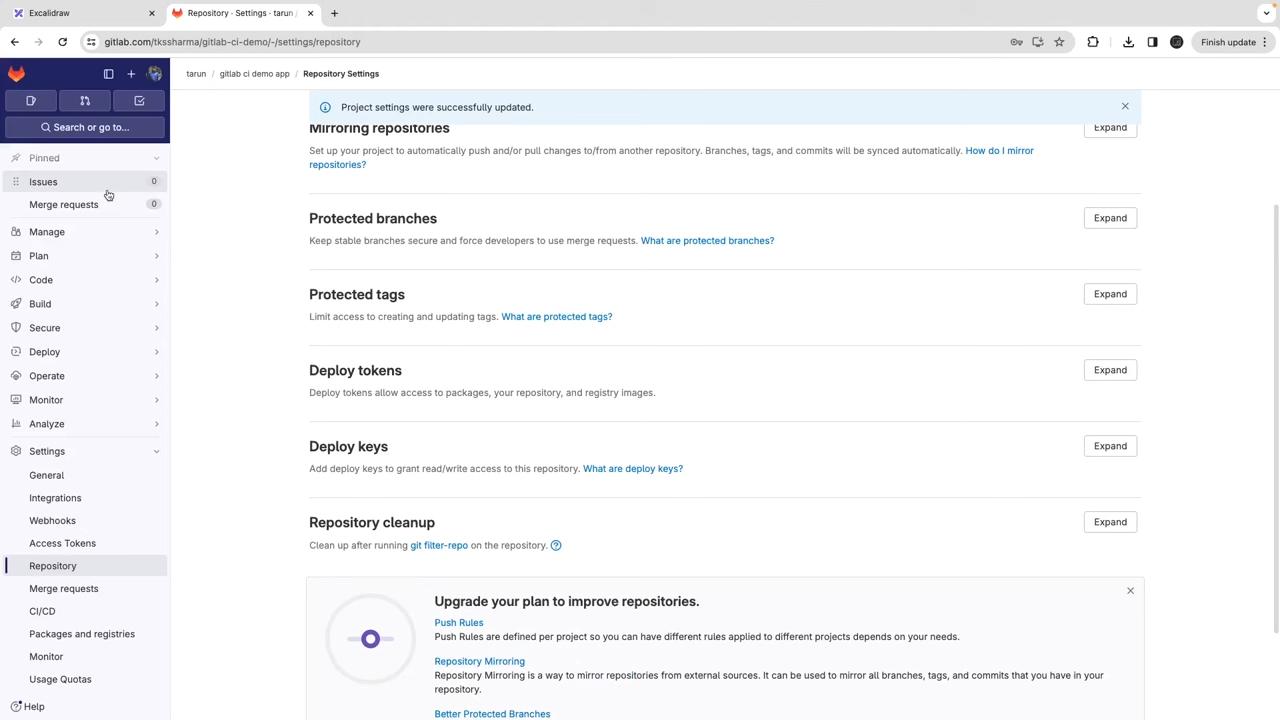 Excalidraw
Repository · Settings · tarun /
gitlab.com/tkssharma/gitlab-ci-demo/-/settings/repository
Finish update
tarun / gitlab ci demo app / Repository Settings
Search or go to...
Pinned
Issues 0
Merge requests 0
Manage
Plan
Code
Build
Secure
Deploy
Operate
Monitor
Analyze
Settings
General
Integrations
Webhooks
Access Tokens
Repository
Merge requests
CI/CD
Packages and registries
Monitor
Usage Quotas
Help
Project settings were successfully updated.
Mirroring repositories
Expand
Set up your project to automatically push and/or pull changes to/from another repository. Branches, tags, and commits will be synced automatically. How do I mirror
repositories?
Protected branches
Expand
Keep stable branches secure and force developers to use merge requests. What are protected branches?
Protected tags
Expand
Limit access to creating and updating tags. What are protected tags?
Deploy tokens
Expand
Deploy tokens allow access to packages, your repository, and registry images.
Deploy keys
Expand
Add deploy keys to grant read/write access to this repository. What are deploy keys?
Repository cleanup
Expand
Clean up after running git filter-repo on the repository.
Upgrade your plan to improve repositories.
Push Rules
Push Rules are defined per project so you can have different rules applied to different projects depends on your needs.
Repository Mirroring
Repository Mirroring is a way to mirror repositories from external sources. It can be used to mirror all branches, tags, and commits that you have in your
repository.
Better Protected Branches